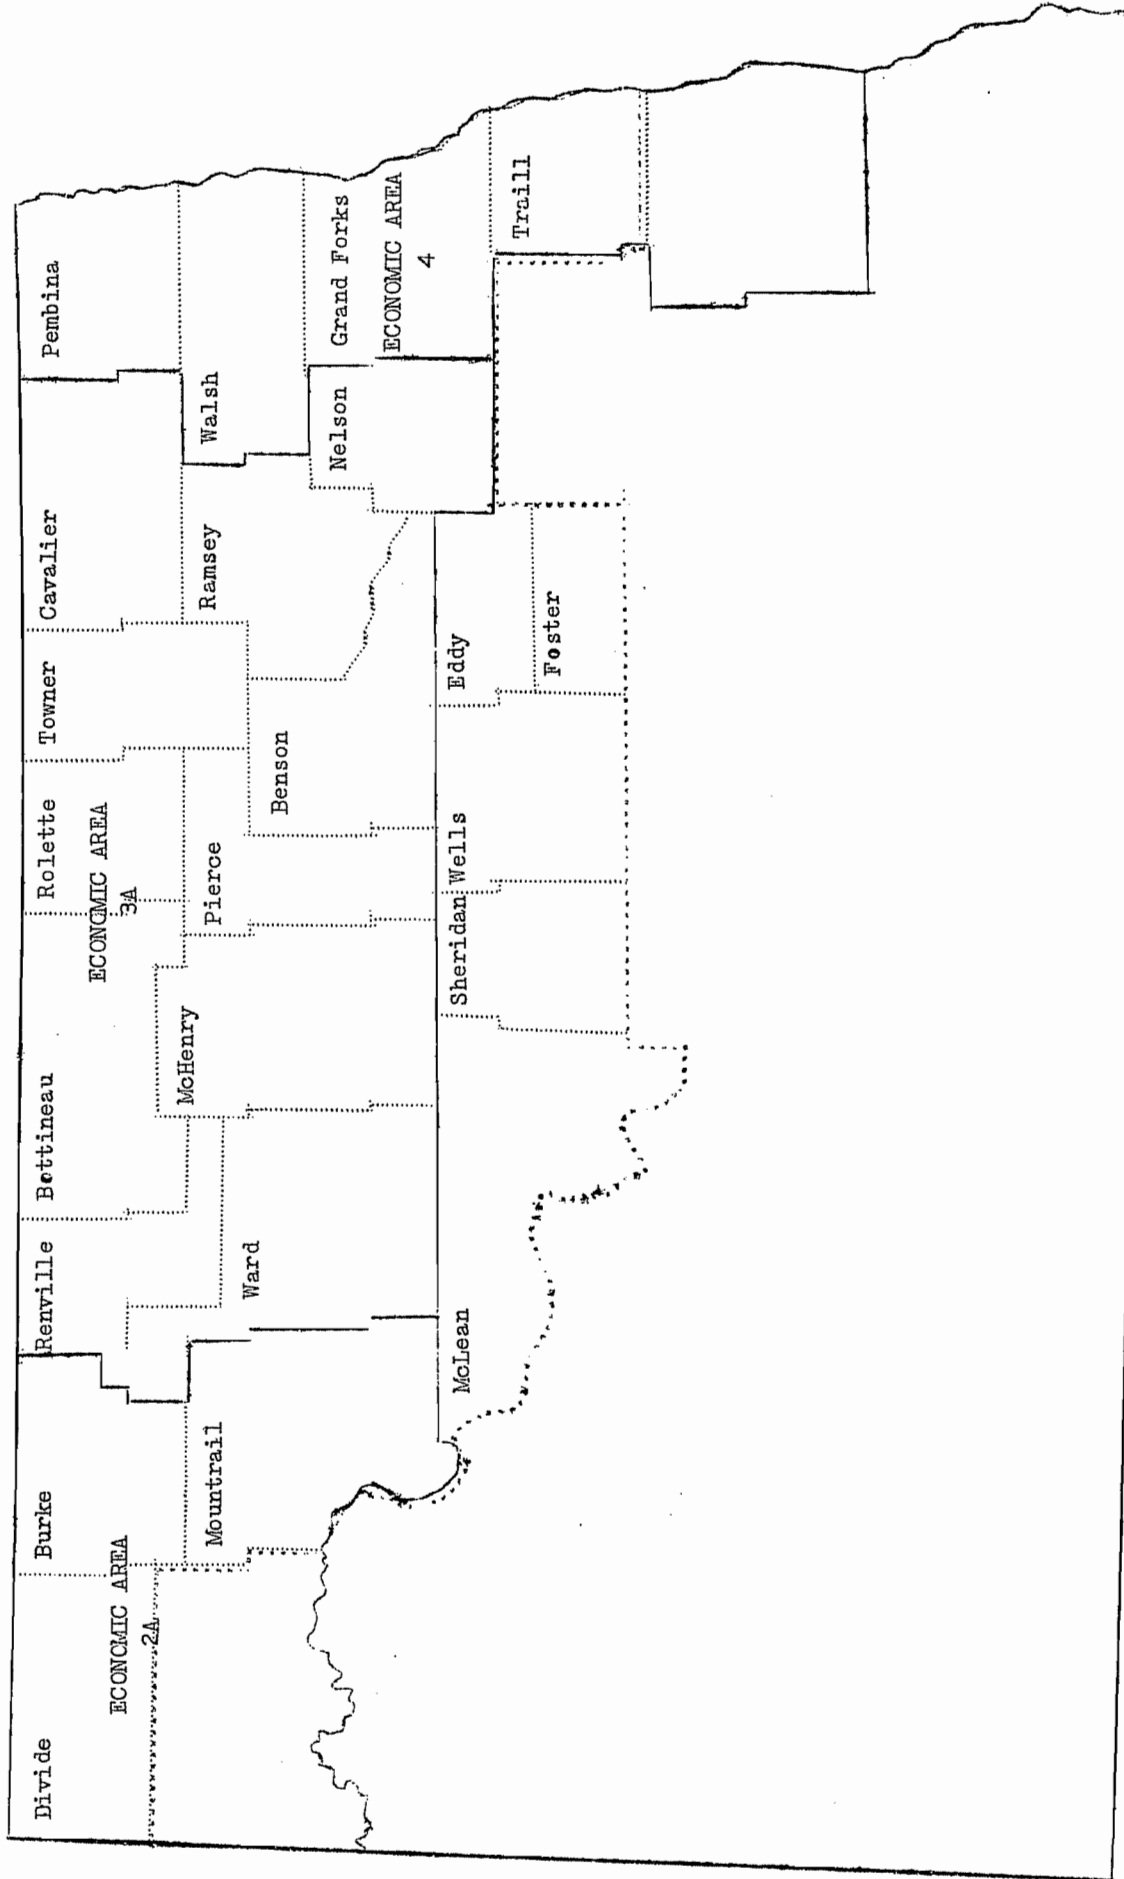 Divide
Burke
Renville
Bottineau
Rolette
Towner
Cavalier
Pembina
ECONOMIC AREA
2A
ECONOMIC AREA
3A
Mountrail
Ward
McHenry
Pierce
Benson
Ramsey
Walsh
Nelson
Grand Forks
ECONOMIC AREA
4
McLean
Sheridan
Wells
Eddy
Foster
Traill